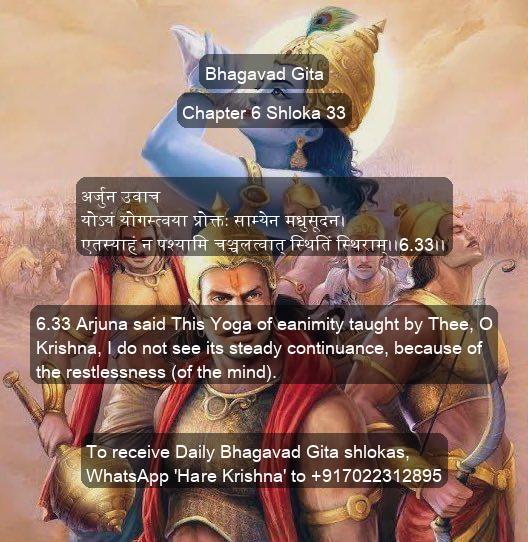 Bhagavad Gita
Chapter 6 Shloka 33
अर्जुन उवाच
योऽयं योगस्त्वया प्रोक्तः साम्येन मधुसूदन।
एतस्याहं न पश्यामि चञ्चलत्वात् स्थितिं स्थिराम्।।6.33।।
6.33 Arjuna said This Yoga of eanimity taught by Thee, O
Krishna, I do not see its steady continuance, because of
the restlessness (of the mind).
To receive Daily Bhagavad Gita shlokas,
WhatsApp 'Hare Krishna' to +917022312895